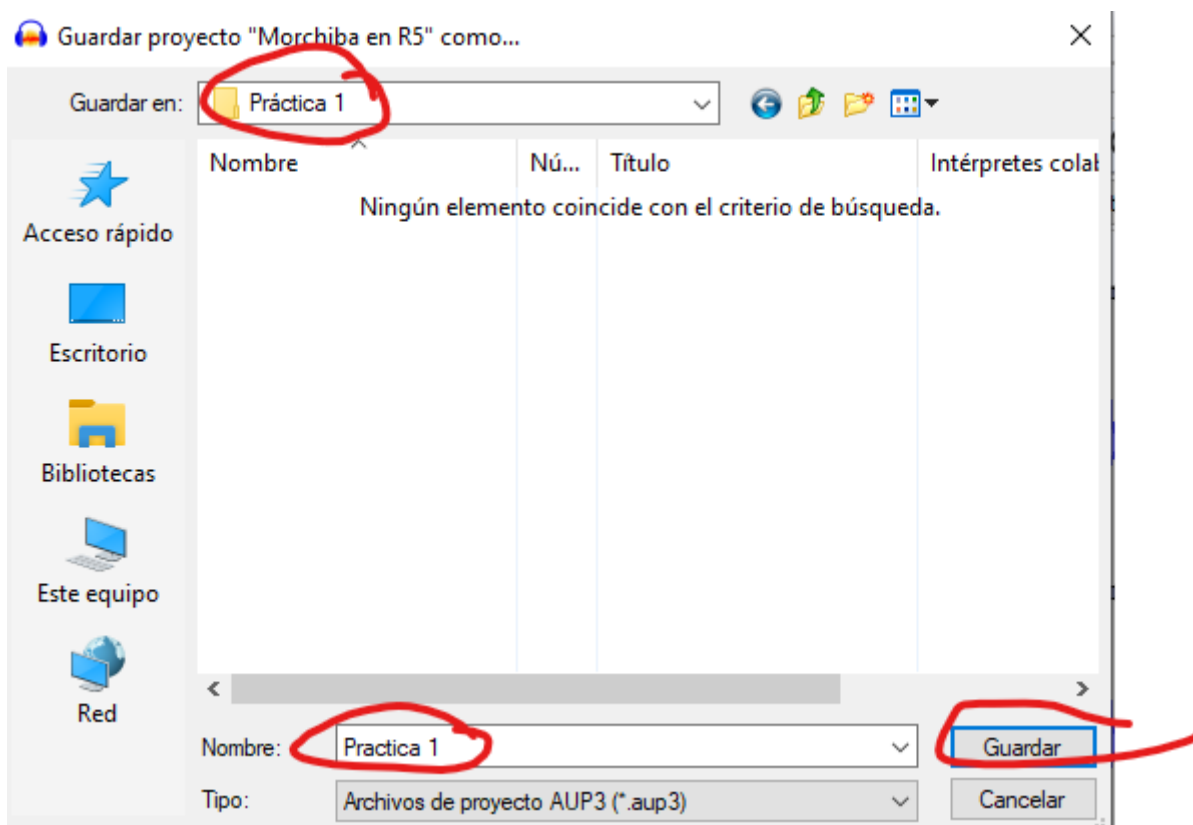 Guardar proyecto "Morchiba en R5" como...
Guardar en:
Práctica 1
Nombre
Nú...
Título
Intérpretes colab
Ningún elemento coincide con el criterio de búsqueda.
Acceso rápido
Escritorio
Bibliotecas
Este equipo
Red
Nombre:
Practica 1
Guardar
Tipo:
Archivos de proyecto AUP3 (*.aup3)
Cancelar